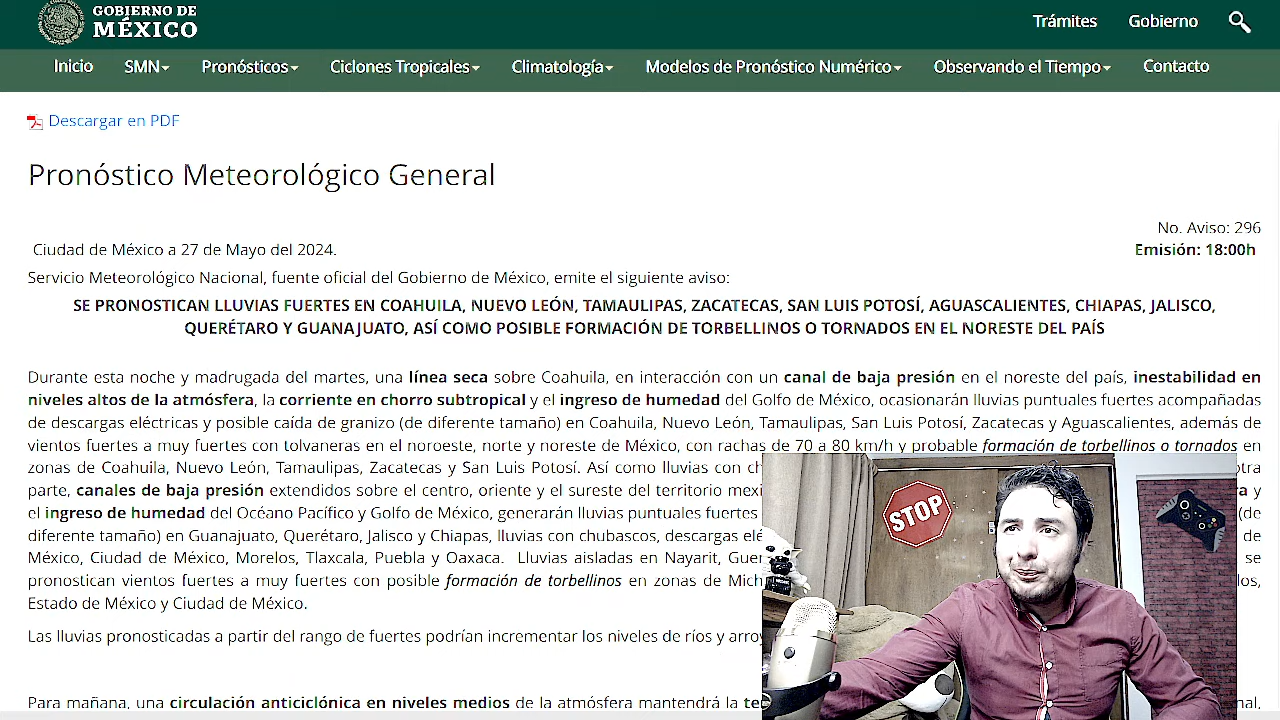 GOBIERNO DE
MÉXICO
Trámites Gobierno
Inicio SMN Pronósticos Ciclones Tropicales Climatología Modelos de Pronóstico Numérico Observando el Tiempo Contacto
Descargar en PDF
Pronóstico Meteorológico General
No. Aviso: 296
Ciudad de México a 27 de Mayo del 2024. Emisión: 18:00h
Servicio Meteorológico Nacional, fuente oficial del Gobierno de México, emite el siguiente aviso:
SE PRONOSTICAN LLUVIAS FUERTES EN COAHUILA, NUEVO LEÓN, TAMAULIPAS, ZACATECAS, SAN LUIS POTOSÍ, AGUASCALIENTES, CHIAPAS, JALISCO,
QUERÉTARO Y GUANAJUATO, ASÍ COMO POSIBLE FORMACIÓN DE TORBELLINOS O TORNADOS EN EL NORESTE DEL PAÍS
Durante esta noche y madrugada del martes, una línea seca sobre Coahuila, en interacción con un canal de baja presión en el noreste del país, inestabilidad en
niveles altos de la atmósfera, la corriente en chorro subtropical y el ingreso de humedad del Golfo de México, ocasionarán lluvias puntuales fuertes acompañadas
de descargas eléctricas y posible caída de granizo (de diferente tamaño) en Coahuila, Nuevo León, Tamaulipas, San Luis Potosí, Zacatecas y Aguascalientes, además de
vientos fuertes a muy fuertes con tolvaneras en el noroeste, norte y noreste de México, con rachas de 70 a 80 km/h y probable formación de torbellinos o tornados en
zonas de Coahuila, Nuevo León, Tamaulipas, Zacatecas y San Luis Potosí. Así como lluvias con
parte, canales de baja presión extendidos sobre el centro, oriente y el sureste del territorio y
el ingreso de humedad del Océano Pacífico y Golfo de México, generarán lluvias puntuales fuertes (de
diferente tamaño) en Guanajuato, Querétaro, Jalisco y Chiapas, lluvias con chubascos, descargas de
México, Ciudad de México, Morelos, Tlaxcala, Puebla y Oaxaca. Lluvias aisladas en Nayarit, se
pronostican vientos fuertes a muy fuertes con posible formación de torbellinos en zonas de
Estado de México y Ciudad de México.
Las lluvias pronosticadas a partir del rango de fuertes podrían incrementar los niveles de ríos y
Para mañana, una circulación anticiclónica en niveles medios de la atmósfera mantendrá la
STOP